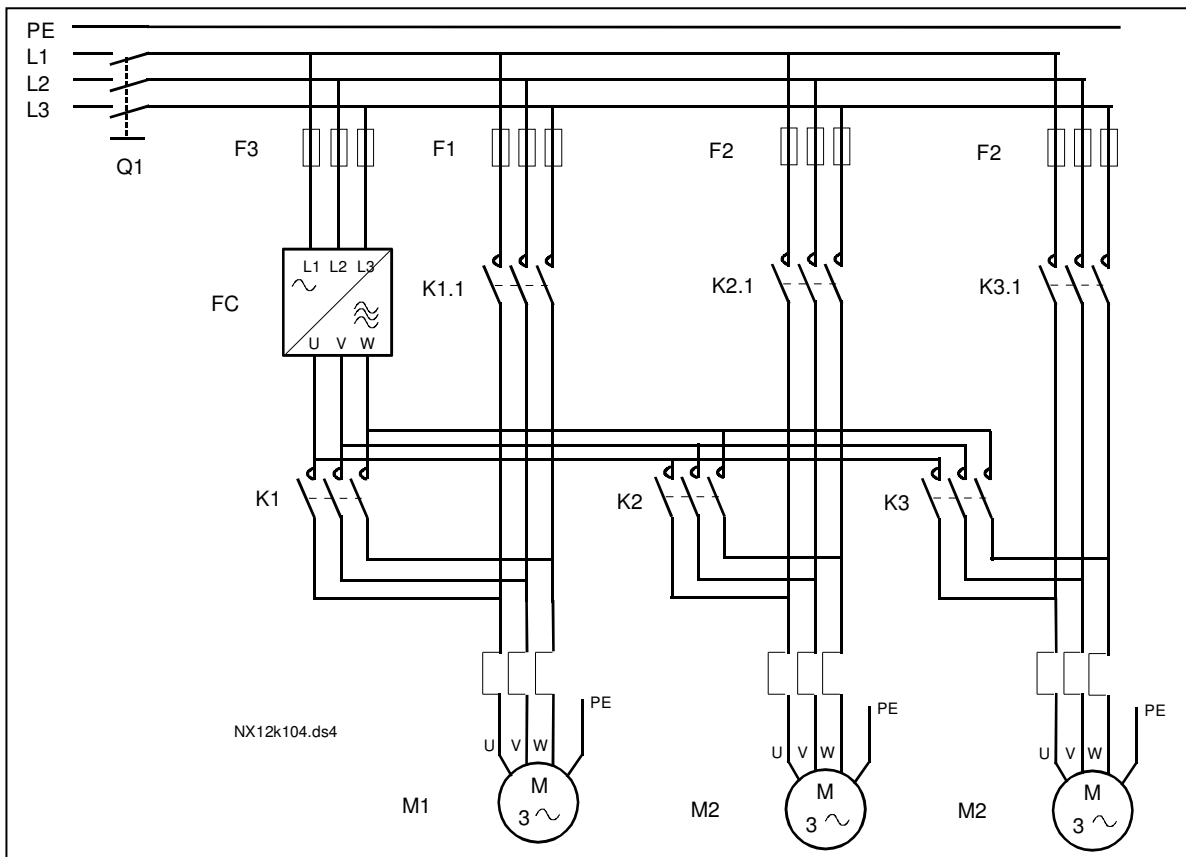 PE
L1
L2
L3
Q1
F3
F1
F2
F2
L1 L2 L3
FC
U V W
K1.1
K2.1
K3.1
K1
K2
K3
NX12k104.ds4
PE
PE
PE
U V W
U V W
U V W
M
3
M
3
M
3
M1
M2
M2